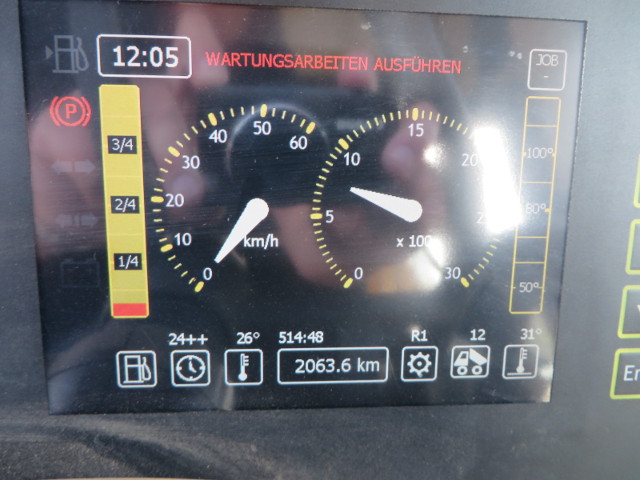 12:05 WARTUNGSARBEITEN AUSFÜHREN JOB
-
P
3/4
2/4
1/4
0 10 20 30 40 50 60
km/h
0 5 10 15 20 30
x 100
100°
80°
50°
24++ 26° 514:48 R1 12 31°
2063.6 km